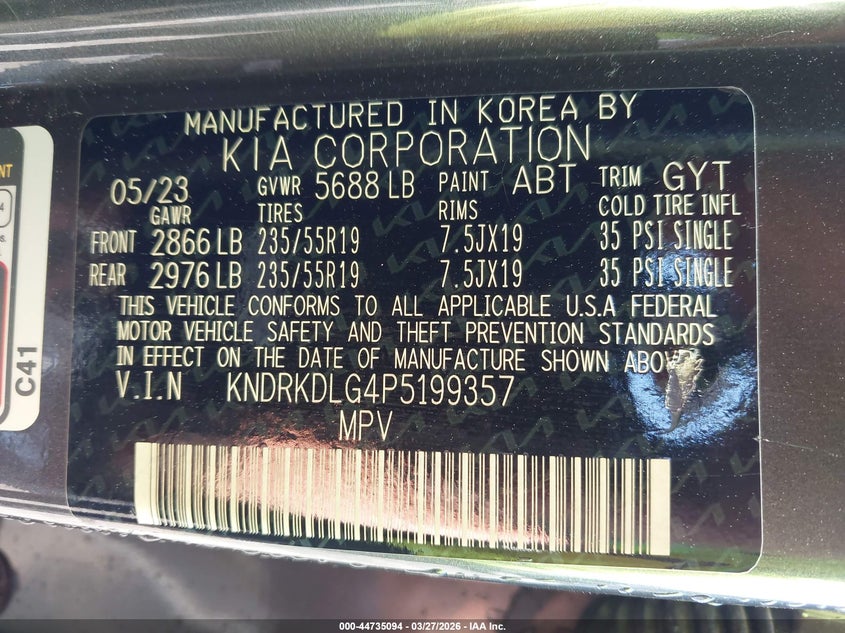 MANUFACTURED IN KOREA BY
KIA CORPORATION
05/23 GVWR 5688 LB PAINT ABT TRIM GYT
GAWR TIRES RIMS COLD TIRE INFL
FRONT 2866 LB 235/55R19 7.5JX19 35 PSI SINGLE
REAR 2976 LB 235/55R19 7.5JX19 35 PSI SINGLE
THIS VEHICLE CONFORMS TO ALL APPLICABLE U.S.A FEDERAL
MOTOR VEHICLE SAFETY AND THEFT PREVENTION STANDARDS
IN EFFECT ON THE DATE OF MANUFACTURE SHOWN ABOVE
V.I.N KNDRKDLG4P5199357
MPV
C41
000-44735094 - 03/27/2026 - IAA Inc.